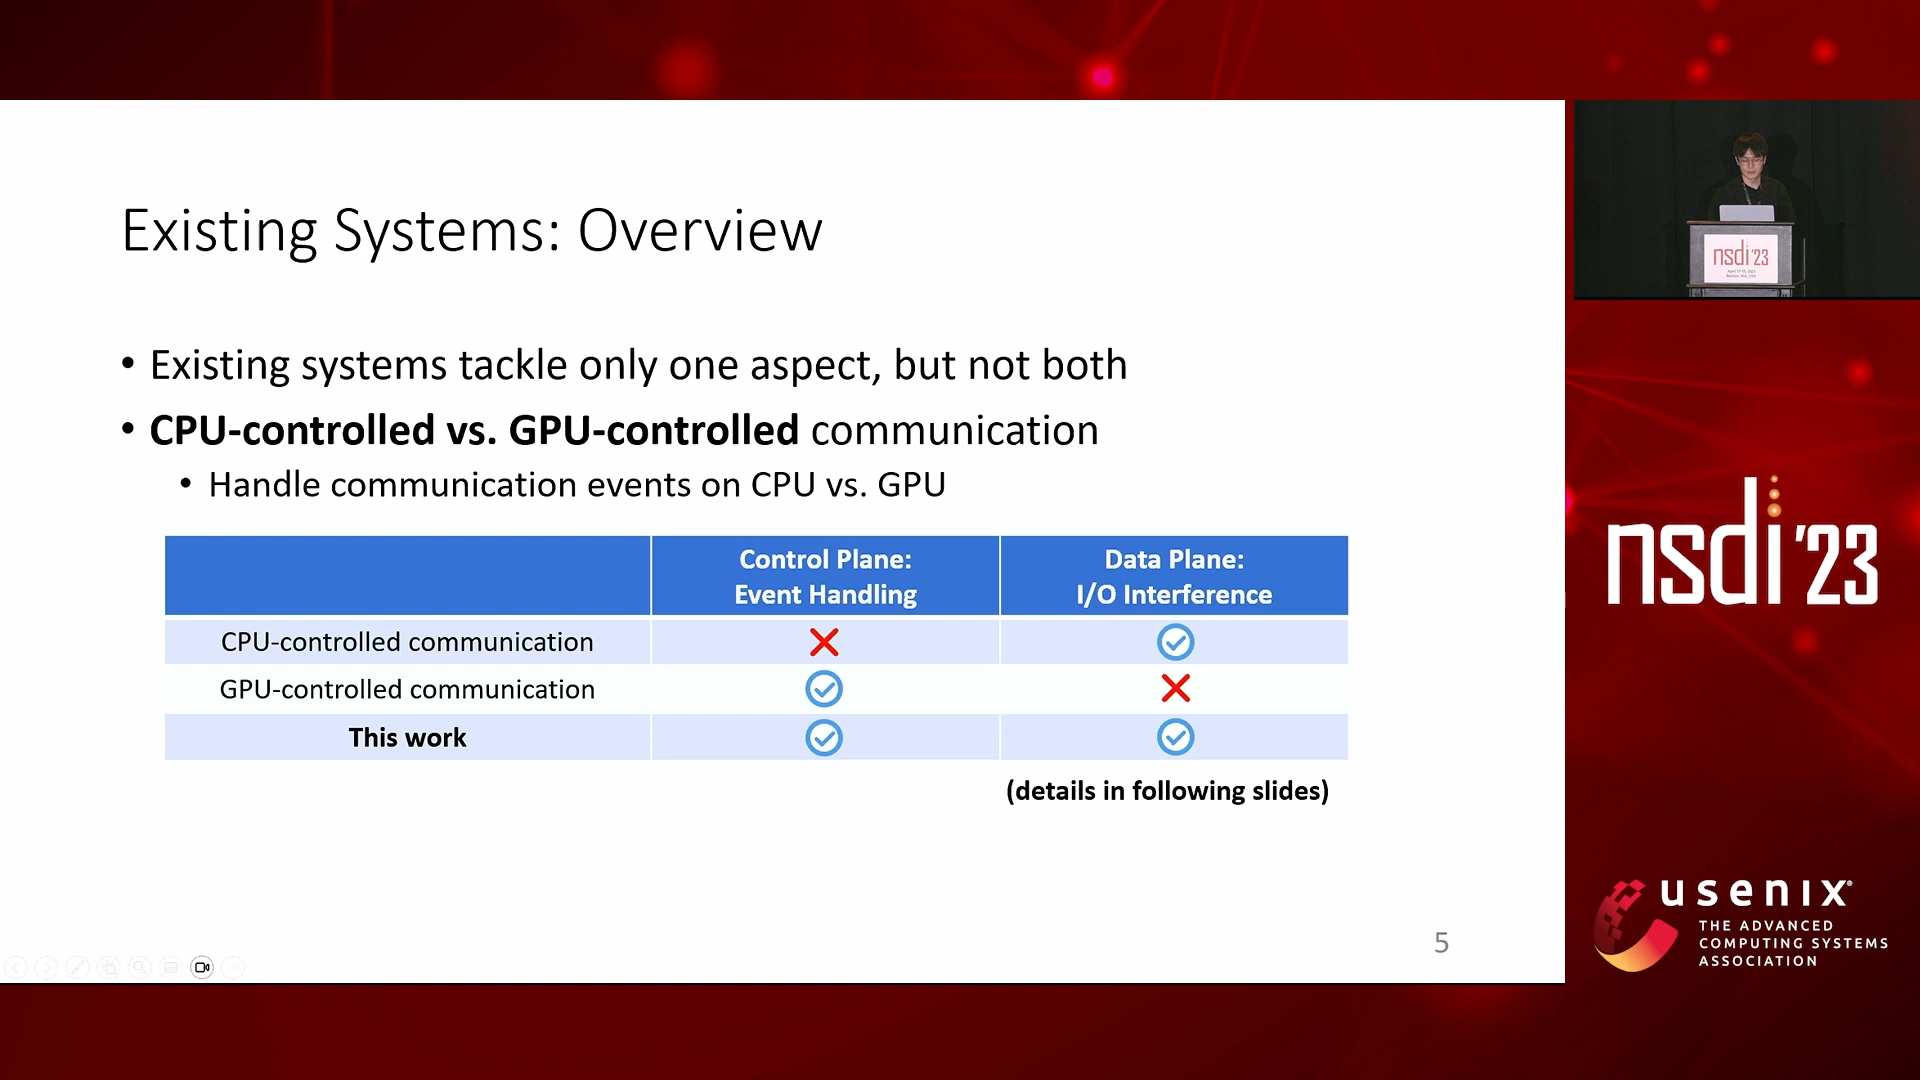 Existing Systems: Overview
• Existing systems tackle only one aspect, but not both
• CPU-controlled vs. GPU-controlled communication
• Handle communication events on CPU vs. GPU
Control Plane: Event Handling
Data Plane: I/O Interference
CPU-controlled communication
GPU-controlled communication
This work
(details in following slides)
5
nsdi'23
nsdi'23
usenix
THE ADVANCED
COMPUTING SYSTEMS
ASSOCIATION